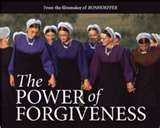 From the filmmaker of BONHOEFFER
The
POWER of
FORGIVENESS